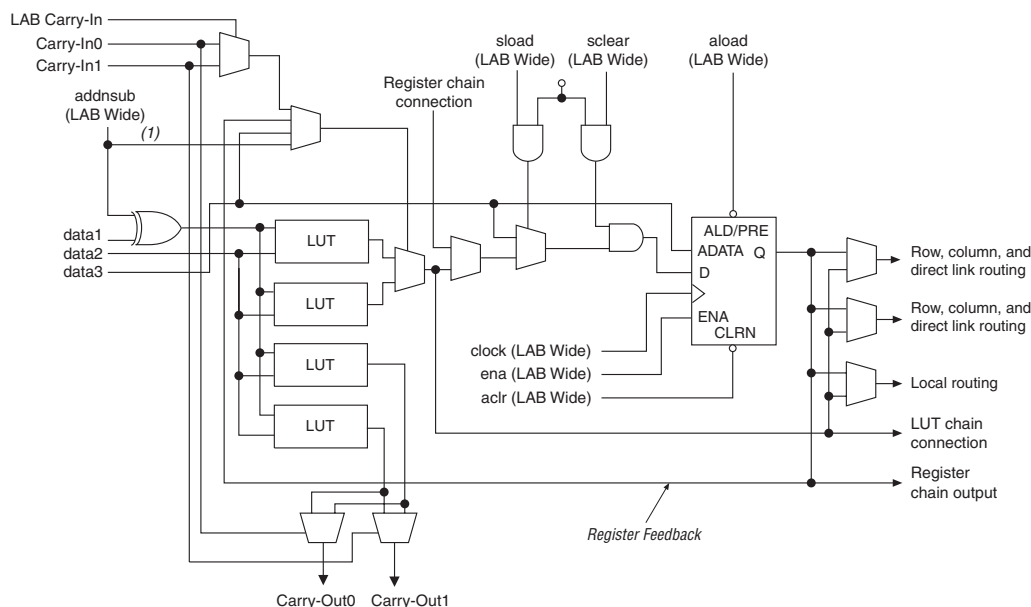 LAB Carry-In
Carry-In0
Carry-In1
addnsub
(LAB Wide)
(1)
data1
data2
data3
Register chain
connection
sload
(LAB Wide)
sclear
(LAB Wide)
aload
(LAB Wide)
LUT
LUT
LUT
LUT
ALD/PRE
ADATA
Q
D
ENA
CLRN
clock (LAB Wide)
ena (LAB Wide)
aclr (LAB Wide)
Row, column, and
direct link routing
Row, column, and
direct link routing
Local routing
LUT chain
connection
Register
chain output
Register Feedback
Carry-Out0
Carry-Out1